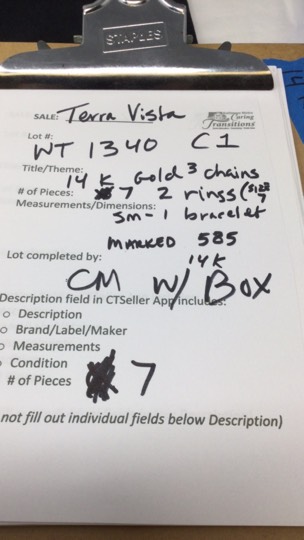 STAPLES
SALE: Terra Vista
Caring
Transitions
Lot #:
WT 1340 C1
Title/Theme:
14 K Gold 3 chains
# of Pieces: 7 2 rings (size 7
Measurements/Dimensions:
Sm - 1 bracelet
MARKED 585
14K
Lot completed by:
CM W/ Box
Description field in CTSeller App includes:
o Description
o Brand/Label/Maker
o Measurements
o Condition
# of Pieces 7
not fill out individual fields below Description)